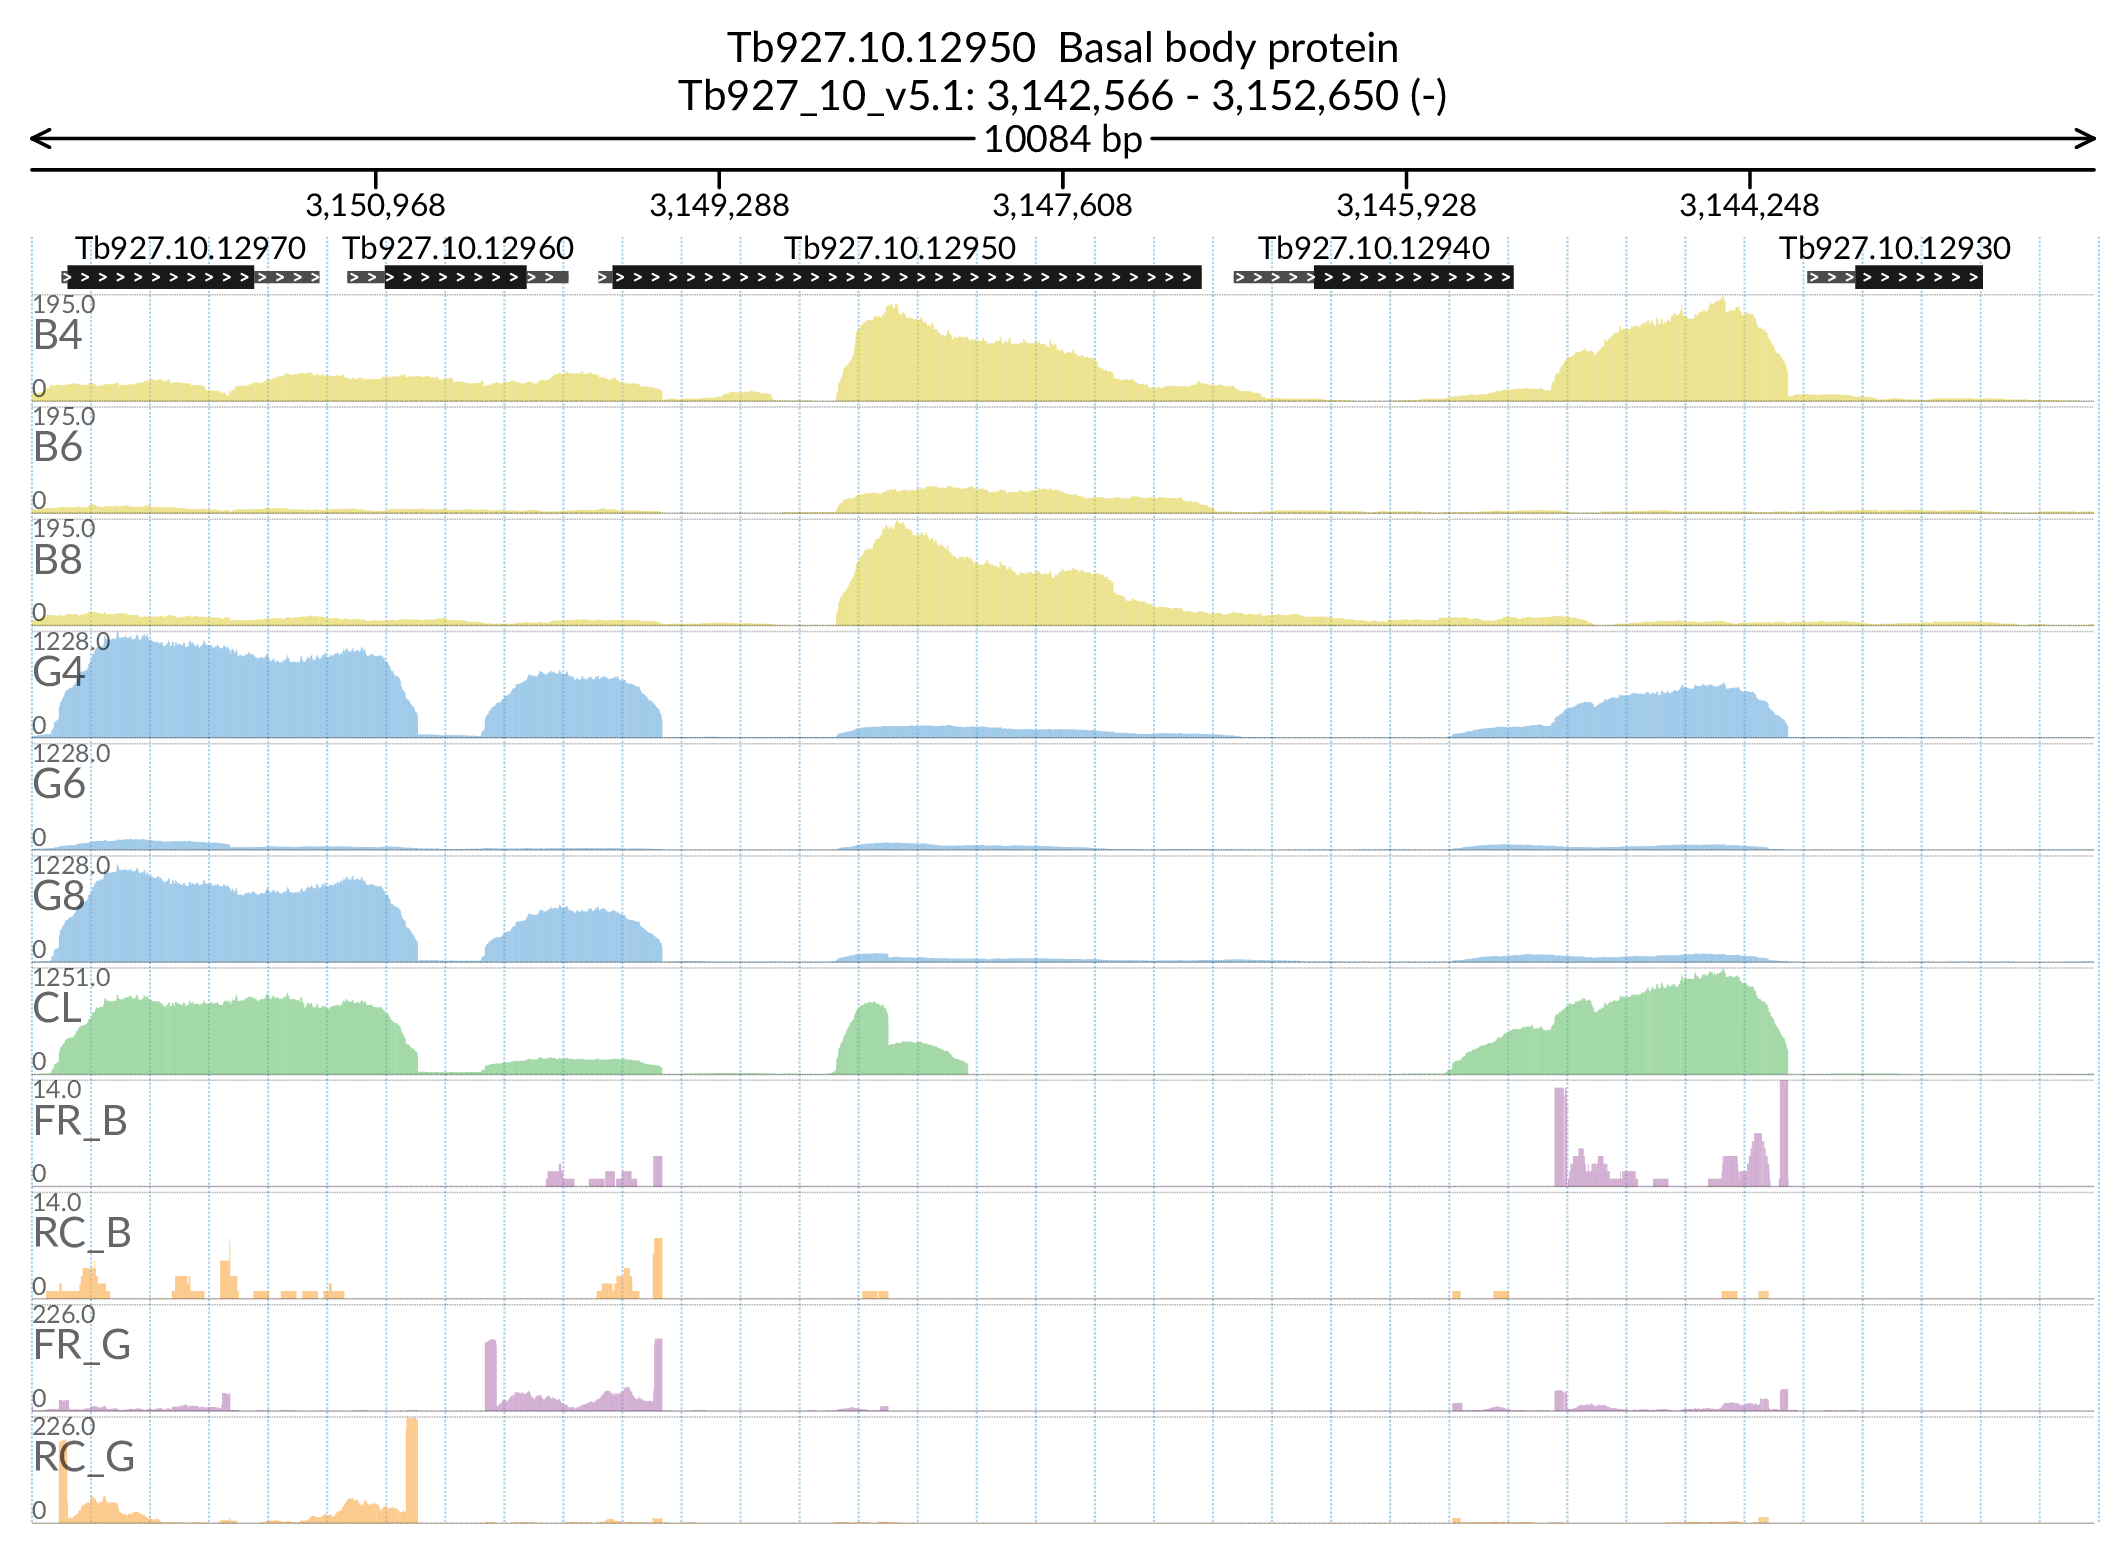 Tb927.10.12950  Basal body protein
Tb927_10_v5.1: 3,142,566 - 3,152,650 (-)
10084 bp
3,150,968 3,149,288 3,147,608 3,145,928 3,144,248
Tb927.10.12970 Tb927.10.12960 Tb927.10.12950 Tb927.10.12940 Tb927.10.12930
195.0
B4
0
195.0
B6
0
195.0
B8
0
1228.0
G4
0
1228.0
G6
0
1228.0
G8
0
1251.0
CL
0
14.0
FR_B
0
14.0
RC_B
0
226.0
FR_G
0
226.0
RC_G
0